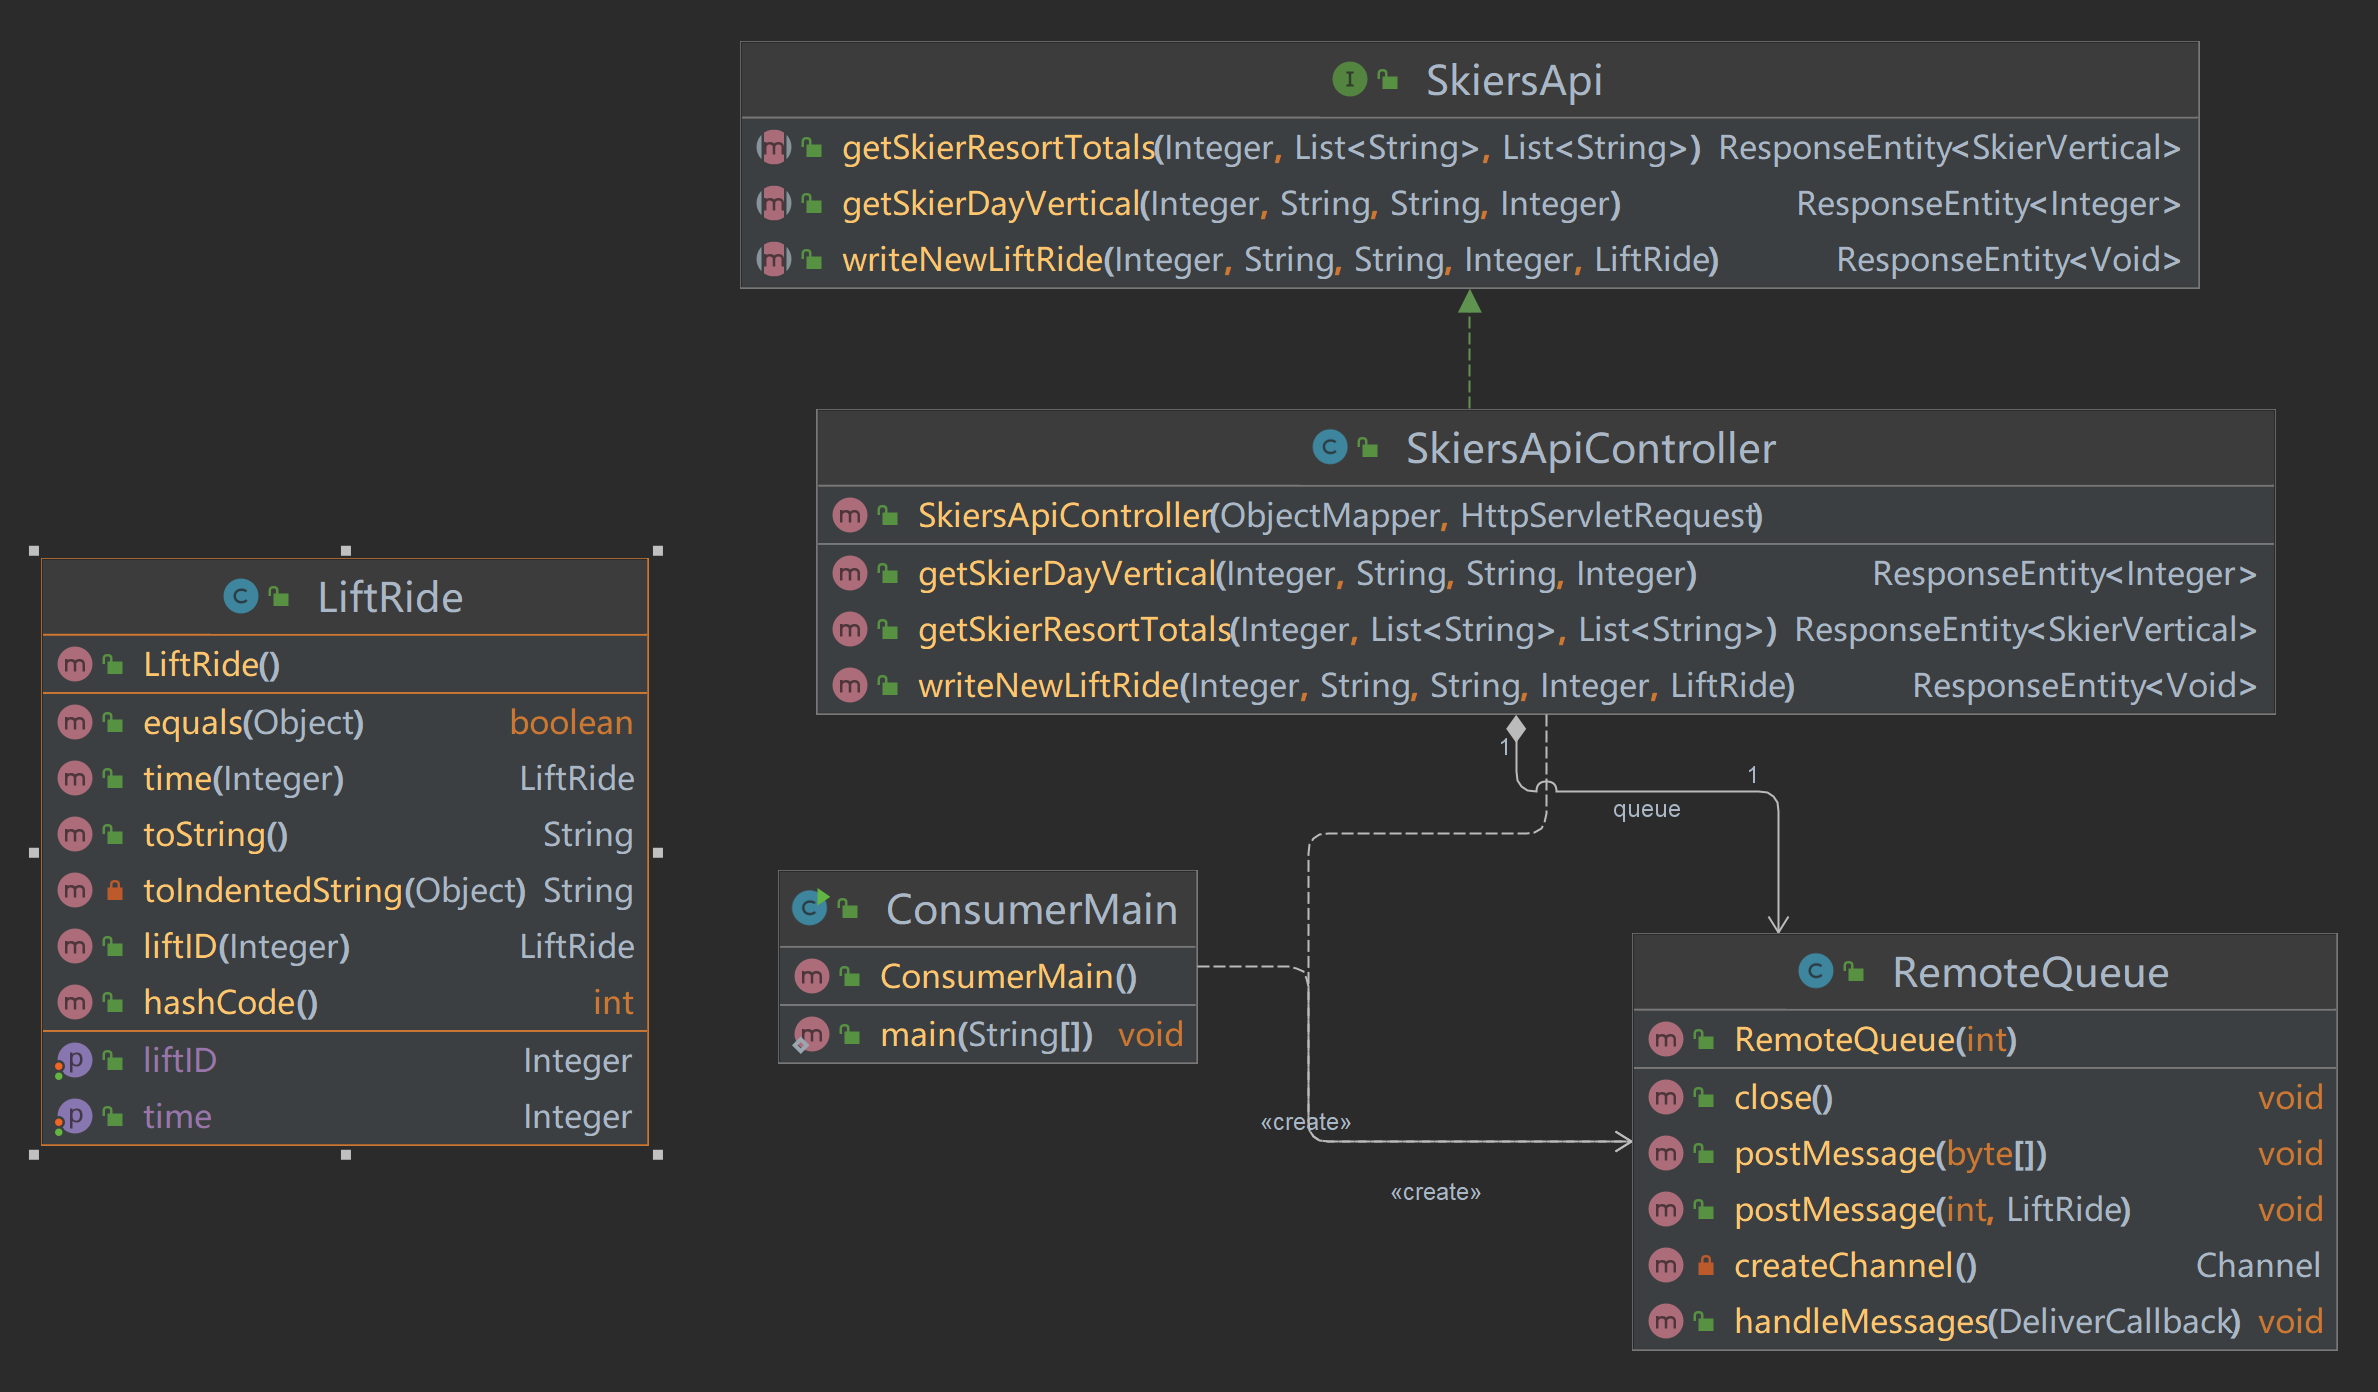 SkiersApi
getSkierResortTotals(Integer, List<String>, List<String>) ResponseEntity<SkierVertical>
getSkierDayVertical(Integer, String, String, Integer) ResponseEntity<Integer>
writeNewLiftRide(Integer, String, String, Integer, LiftRide) ResponseEntity<Void>
SkiersApiController
SkiersApiController(ObjectMapper, HttpServletRequest)
getSkierDayVertical(Integer, String, String, Integer) ResponseEntity<Integer>
getSkierResortTotals(Integer, List<String>, List<String>) ResponseEntity<SkierVertical>
writeNewLiftRide(Integer, String, String, Integer, LiftRide) ResponseEntity<Void>
LiftRide
LiftRide()
equals(Object) boolean
time(Integer) LiftRide
toString() String
toIndentedString(Object) String
liftID(Integer) LiftRide
hashCode() int
liftID Integer
time Integer
1
1
queue
ConsumerMain
ConsumerMain()
main(String[]) void
«create»
«create»
RemoteQueue
RemoteQueue(int)
close() void
postMessage(byte[]) void
postMessage(int, LiftRide) void
createChannel() Channel
handleMessages(DeliverCallback) void